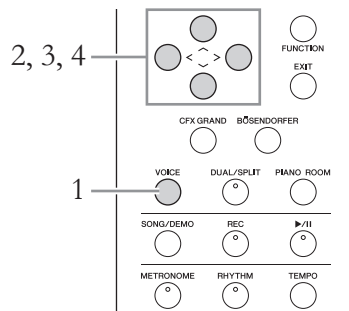 2, 3, 4
FUNCTION
EXIT
CFX GRAND
BÖSENDORFER
1
VOICE
DUAL/SPLIT
PIANO ROOM
SONG/DEMO
REC
►/II
METRONOME
RHYTHM
TEMPO